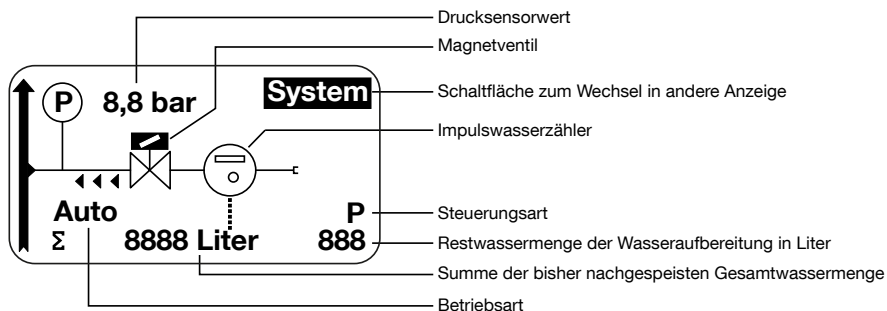 Drucksensorwert
Magnetventil
P
8,8 bar
System
Schaltfläche zum Wechsel in andere Anzeige
Impulswasserzähler
Auto
P
Steuerungsart
Σ
8888 Liter
888
Restwassermenge der Wasseraufbereitung in Liter
Summe der bisher nachgespeisten Gesamtwassermenge
Betriebsart